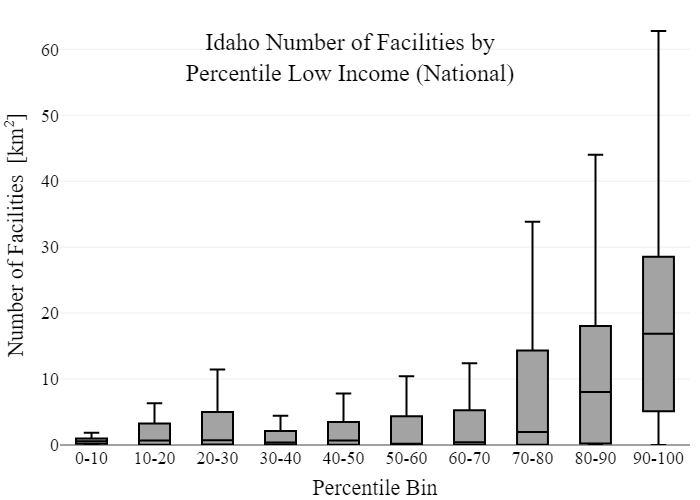 Idaho Number of Facilities by
Percentile Low Income (National)
Number of Facilities [km²]
60
50
40
30
20
10
0
0-10 10-20 20-30 30-40 40-50 50-60 60-70 70-80 80-90 90-100
Percentile Bin